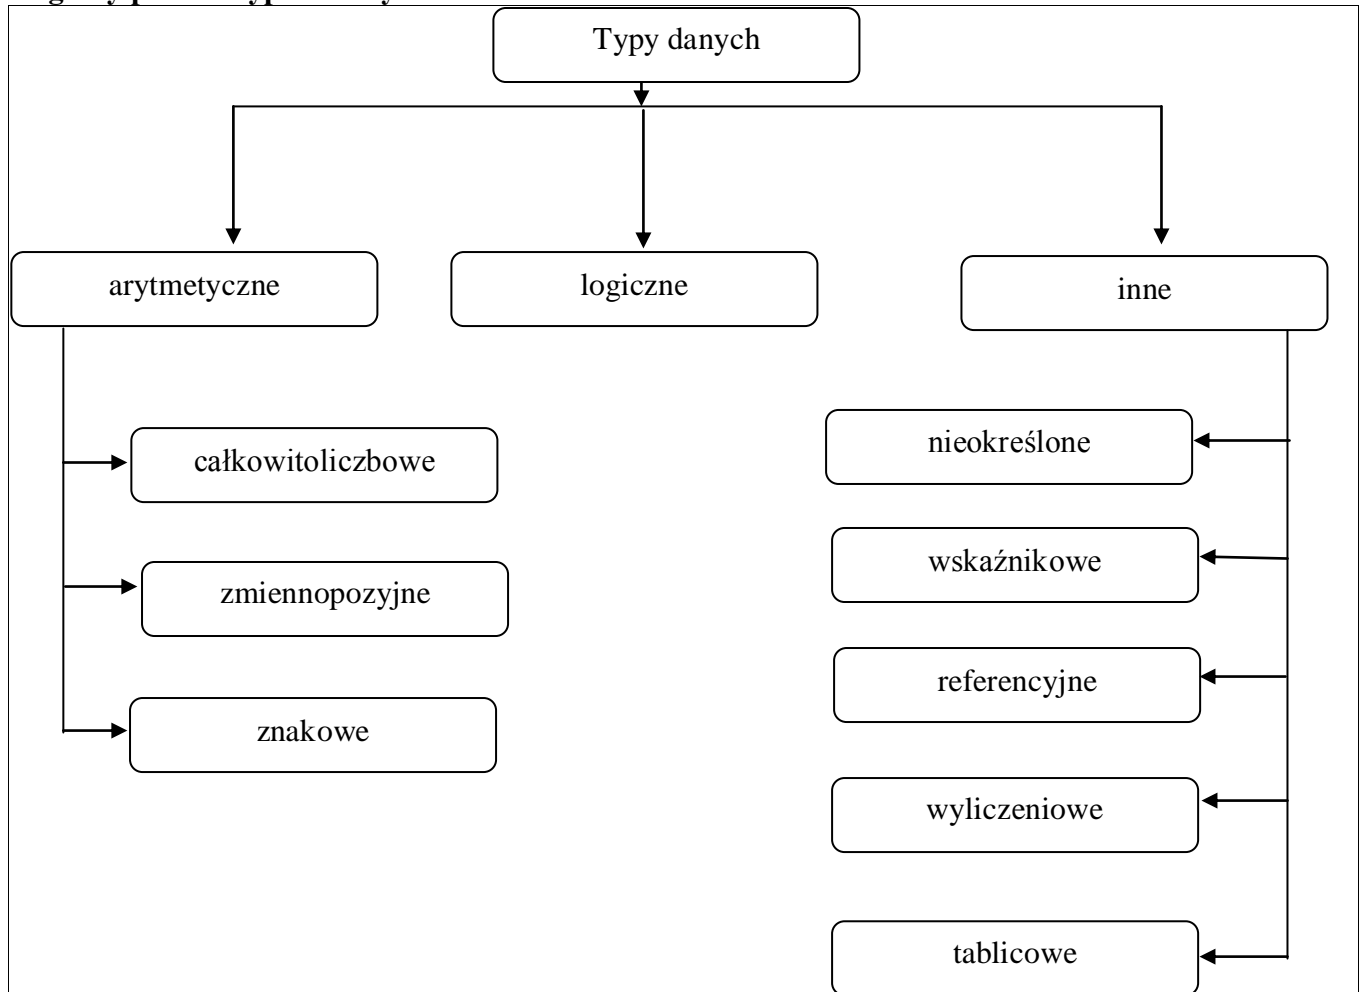 Typy danych
arytmetyczne
logiczne
inne
całkowitoliczbowe
zmiennopozyjne
znakowe
nieokreślone
wskaźnikowe
referencyjne
wyliczeniowe
tablicowe